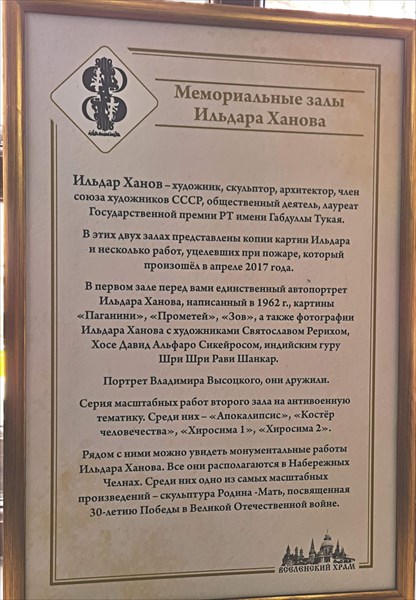 Мемориальные залы
Ильдара Ханова
Ильдар Ханов – художник, скульптор, архитектор, член
союза художников СССР, общественный деятель, лауреат
Государственной премии РТ имени Габдуллы Тукая.
В этих двух залах представлены копии картин Ильдара
и несколько работ, уцелевших при пожаре, который
произошёл в апреле 2017 года.
В первом зале перед вами единственный автопортрет
Ильдара Ханова, написанный в 1962 г., картины
«Паганини», «Прометей», «Зов», а также фотографии
Ильдара Ханова с художниками Святославом Рерихом,
Хосе Давид Альфаро Сикейросом, индийским гуру
Шри Шри Рави Шанкар.
Портрет Владимира Высоцкого, они дружили.
Серия масштабных работ второго зала на антивоенную
тематику. Среди них – «Апокалипсис», «Костёр
человечества», «Хиросима 1», «Хиросима 2».
Рядом с ними можно увидеть монументальные работы
Ильдара Ханова. Все они располагаются в Набережных
Челнах. Среди них одно из самых масштабных
произведений – скульптура Родина -Мать, посвященная
30-летию Победы в Великой Отечественной войне.
ВСЕЛЕНСКИЙ ХРАМ